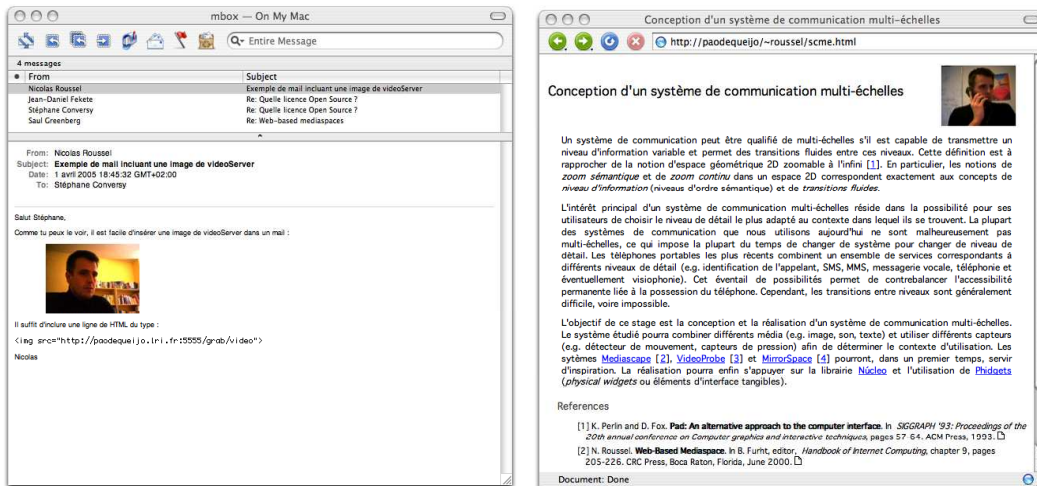 mbox — On My Mac
Entire Message
4 messages
From Subject
Nicolas Roussel Exemple de mail incluant une image de videoServer
Jean-Daniel Fekete Re: Quelle licence Open Source ?
Stéphane Conversy Re: Quelle licence Open Source ?
Saul Greenberg Re: Web-based mediaspaces
From: Nicolas Roussel
Subject: Exemple de mail incluant une image de videoServer
Date: 1 avril 2005 18:45:32 GMT+02:00
To: Stéphane Conversy
Salut Stéphane,
Comme tu peux le voir, il est facile d'insérer une image de videoServer dans un mail :
Il suffit d'inclure une ligne de HTML du type :
<img src="http://paodequeijo.lri.fr:5555/grab/video">
Nicolas
Conception d'un système de communication multi-échelles
http://paodequeijo/~roussel/scme.html
Conception d'un système de communication multi-échelles
Un système de communication peut être qualifié de multi-échelles s'il est capable de transmettre un
niveau d'information variable et permet des transitions fluides entre ces niveaux. Cette définition est à
rapprocher de la notion d'espace géométrique 2D zoomable à l'infini [1]. En particulier, les notions de
zoom sémantique et de zoom continu dans un espace 2D correspondent exactement aux concepts de
niveau d'information (niveaus d'ordre sémantique) et de transitions fluides.
L'intérêt principal d'un système de communication multi-échelles réside dans la possibilité pour ses
utilisateurs de choisir le niveau de détail le plus adapté au contexte dans lequel ils se trouvent. La plupart
des systèmes de communication que nous utilisons aujourd'hui ne sont malheureusement pas
multi-échelles, ce qui impose la plupart du temps de changer de système pour changer de niveau de
détail. Les téléphones portables les plus récents combinent un ensemble de services correspondants à
différents niveaux de détail (e.g. identification de l'appelant, SMS, MMS, messagerie vocale, téléphonie et
éventuellement visiophonie). Cet éventail de possibilités permet de contrebalancer l'accessibilité
permanente liée à la possession du téléphone. Cependant, les transitions entre niveaux sont généralement
difficile, voire impossible.
L'objectif de ce stage est la conception et la réalisation d'un système de communication multi-échelles.
Le système étudié pourra combiner différents média (e.g. image, son, texte) et utiliser différents capteurs
(e.g. détecteur de mouvement, capteurs de pression) afin de déterminer le contexte d'utilisation. Les
sytèmes Mediascape [2], VideoProbe [3] et MirrorSpace [4] pourront, dans un premier temps, servir
d'inspiration. La réalisation pourra enfin s'appuyer sur la librairie Núcleo et l'utilisation de Phidgets
(physical widgets ou éléments d'interface tangibles).
References
[1] K. Perlin and D. Fox. Pad: An alternative approach to the computer interface. In SIGGRAPH '93: Proceedings of the
20th annual conference on Computer graphics and interactive techniques, pages 57-64. ACM Press, 1993.
[2] N. Roussel. Web-Based Mediaspace. In B. Furht, editor, Handbook of Internet Computing, chapter 9, pages
205-226. CRC Press, Boca Raton, Florida, June 2000.
Document: Done